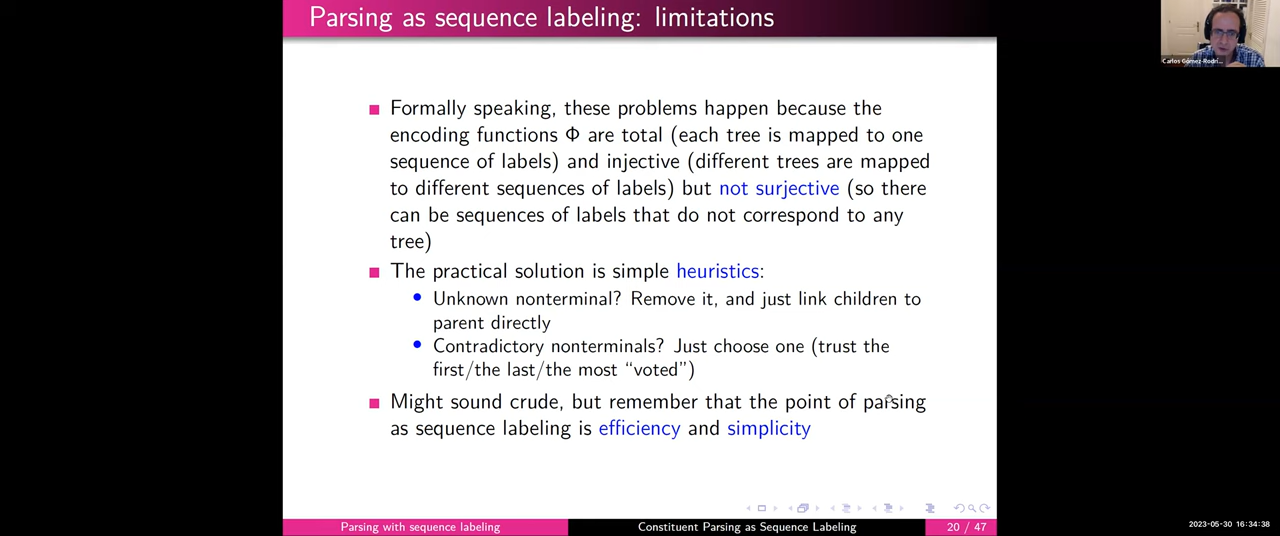 Parsing as sequence labeling: limitations
Carlos Gómez-Rodrí...
Formally speaking, these problems happen because the
encoding functions Φ are total (each tree is mapped to one
sequence of labels) and injective (different trees are mapped
to different sequences of labels) but not surjective (so there
can be sequences of labels that do not correspond to any
tree)
The practical solution is simple heuristics:
Unknown nonterminal? Remove it, and just link children to
parent directly
Contradictory nonterminals? Just choose one (trust the
first/the last/the most “voted”)
Might sound crude, but remember that the point of parsing
as sequence labeling is efficiency and simplicity
Parsing with sequence labeling
Constituent Parsing as Sequence Labeling
20 / 47
2023-05-30 16:34:38